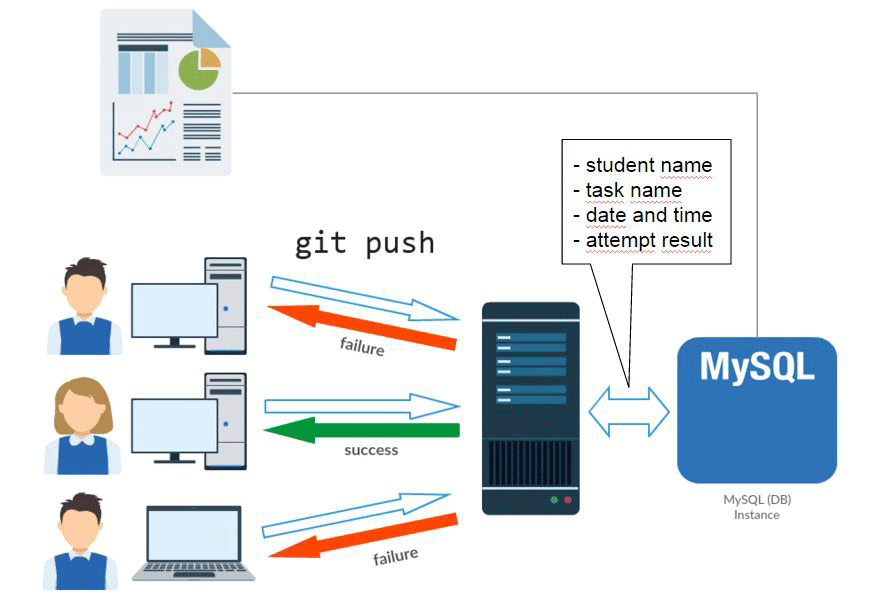 - student name
- task name
- date and time
- attempt result
git push
failure
success
failure
MySQL
MySQL (DB)
Instance